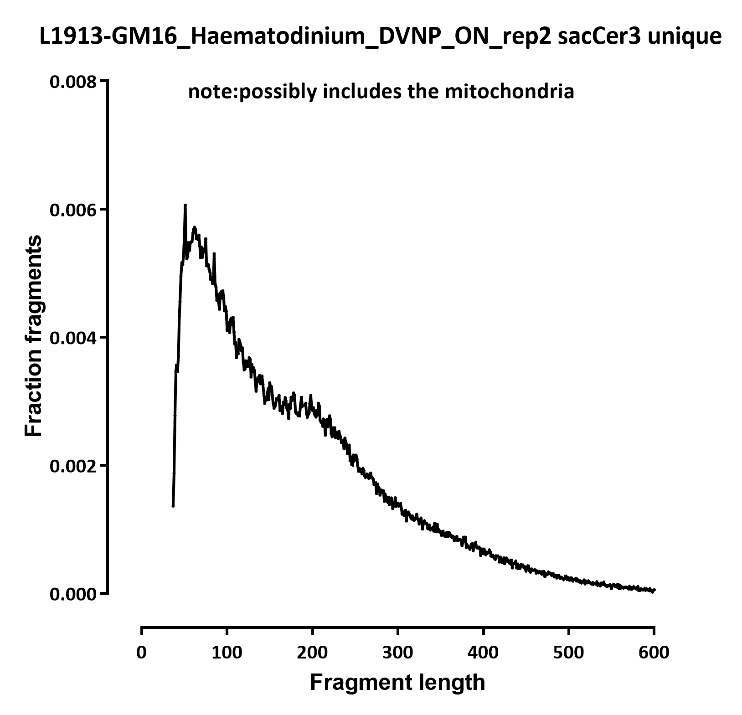 L1913-GM16_Haematodinium_DVNP_ON_rep2 sacCer3 unique
note:possibly includes the mitochondria
0.008
0.006
0.004
0.002
0.000
Fraction fragments
0 100 200 300 400 500 600
Fragment length